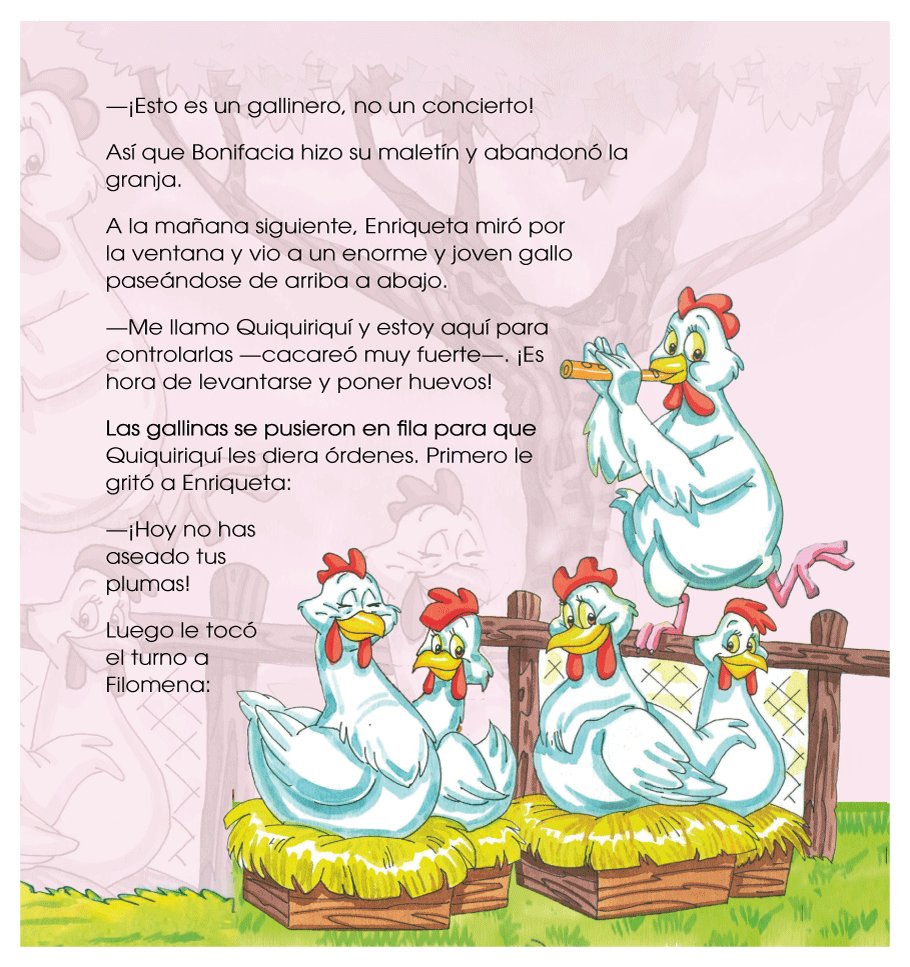 —¡Esto es un gallinero, no un concierto!
Así que Bonifacia hizo su maletín y abandonó la
granja.
A la mañana siguiente, Enriqueta miró por
la ventana y vio a un enorme y joven gallo
paseándose de arriba a abajo.
—Me llamo Quiquiriquí y estoy aquí para
controlarlas —cacareó muy fuerte—. ¡Es
hora de levantarse y poner huevos!
Las gallinas se pusieron en fila para que
Quiquiriquí les diera órdenes. Primero le
gritó a Enriqueta:
—¡Hoy no has
aseado tus
plumas!
Luego le tocó
el turno a
Filomena: